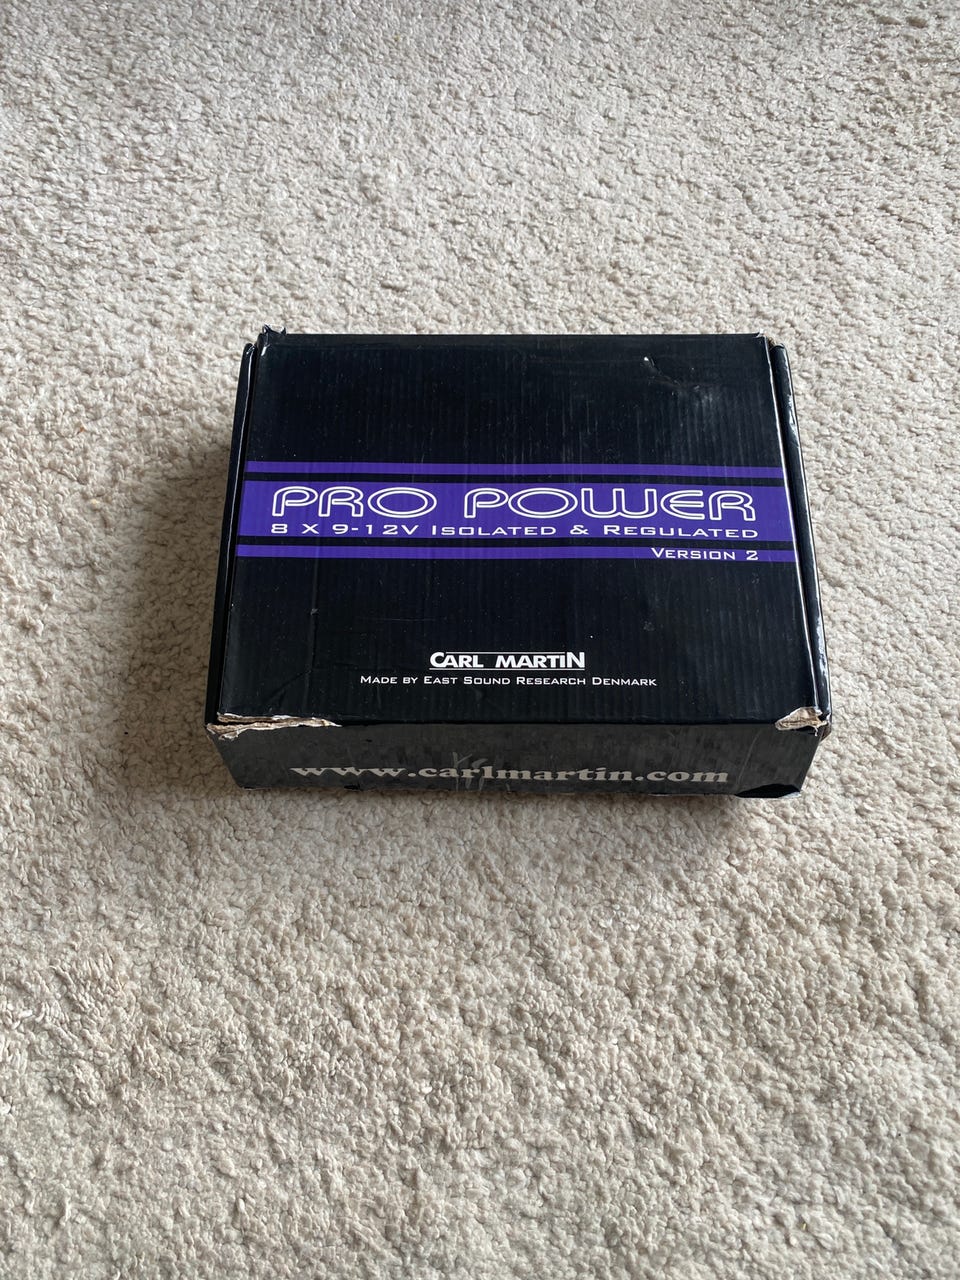 PRO POWER
8 X 9-12V ISOLATED & REGULATED
VERSION 2
CARL MARTIN
MADE BY EAST SOUND RESEARCH DENMARK
www.carlmartin.com